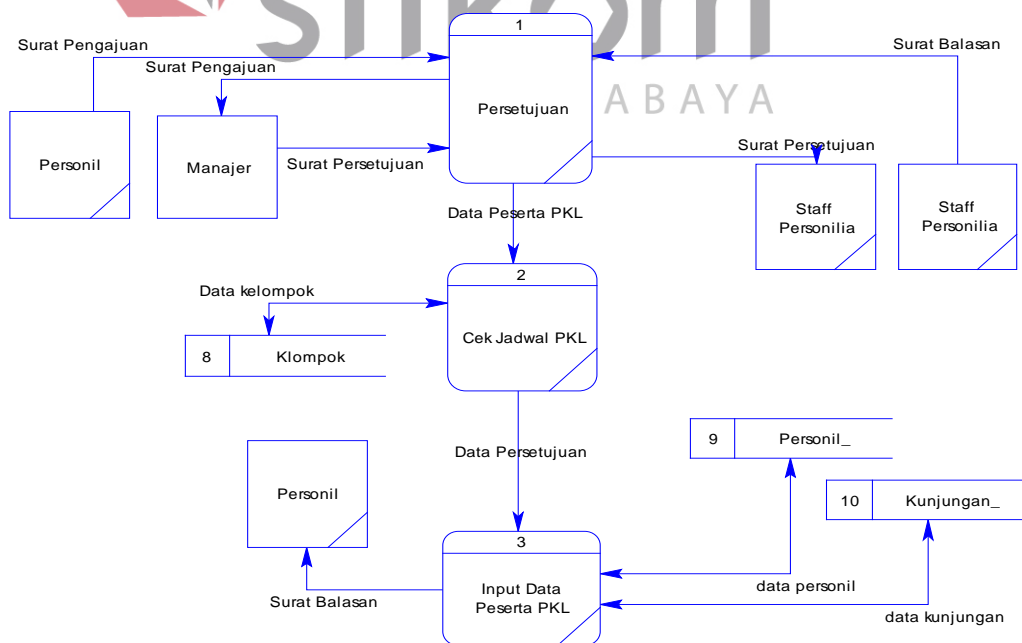 stikom
SURABAYA
1
Persetujuan
Surat Pengajuan
Surat Pengajuan
Surat Balasan
Personil
Manajer
Surat Persetujuan
Surat Persetujuan
Staff
Personilia
Staff
Personilia
Data Peserta PKL
2
Cek Jadwal PKL
Data kelompok
8
Klompok
Data Persetujuan
9
Personil_
10
Kunjungan_
Personil
3
Input Data
Peserta PKL
Surat Balasan
data personil
data kunjungan